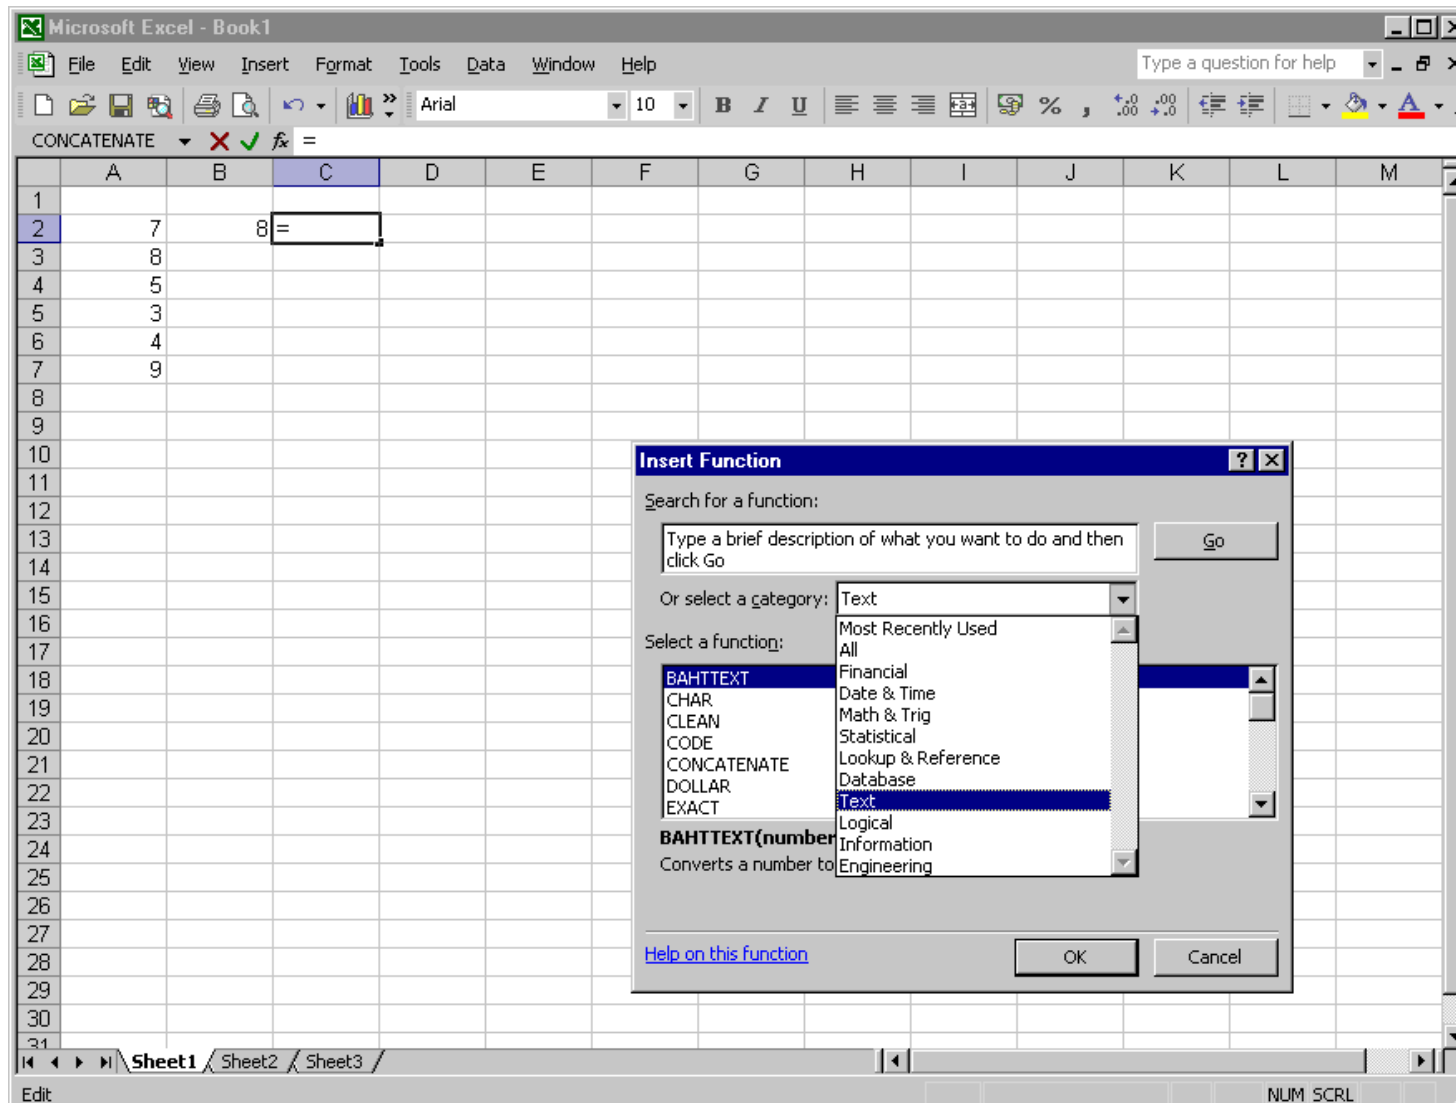 Microsoft Excel - Book1
File Edit View Insert Format Tools Data Window Help Type a question for help
Arial 10 B I U % ,
CONCATENATE fx =
A B C D E F G H I J K L M
1
2 7 8 =
3 8
4 5
5 3
6 4
7 9
8
9
10
11
12
13
14
15
16
17
18
19
20
21
22
23
24
25
26
27
28
29
30
31
Insert Function
Search for a function:
Type a brief description of what you want to do and then
click Go
Go
Or select a category: Text
Most Recently Used
All
Financial
Date & Time
Math & Trig
Statistical
Lookup & Reference
Database
Text
Logical
Information
Engineering
Select a function:
BAHTTEXT
CHAR
CLEAN
CODE
CONCATENATE
DOLLAR
EXACT
BAHTTEXT(number
Converts a number to
Help on this function
OK Cancel
Sheet1 Sheet2 Sheet3
Edit NUM SCRL